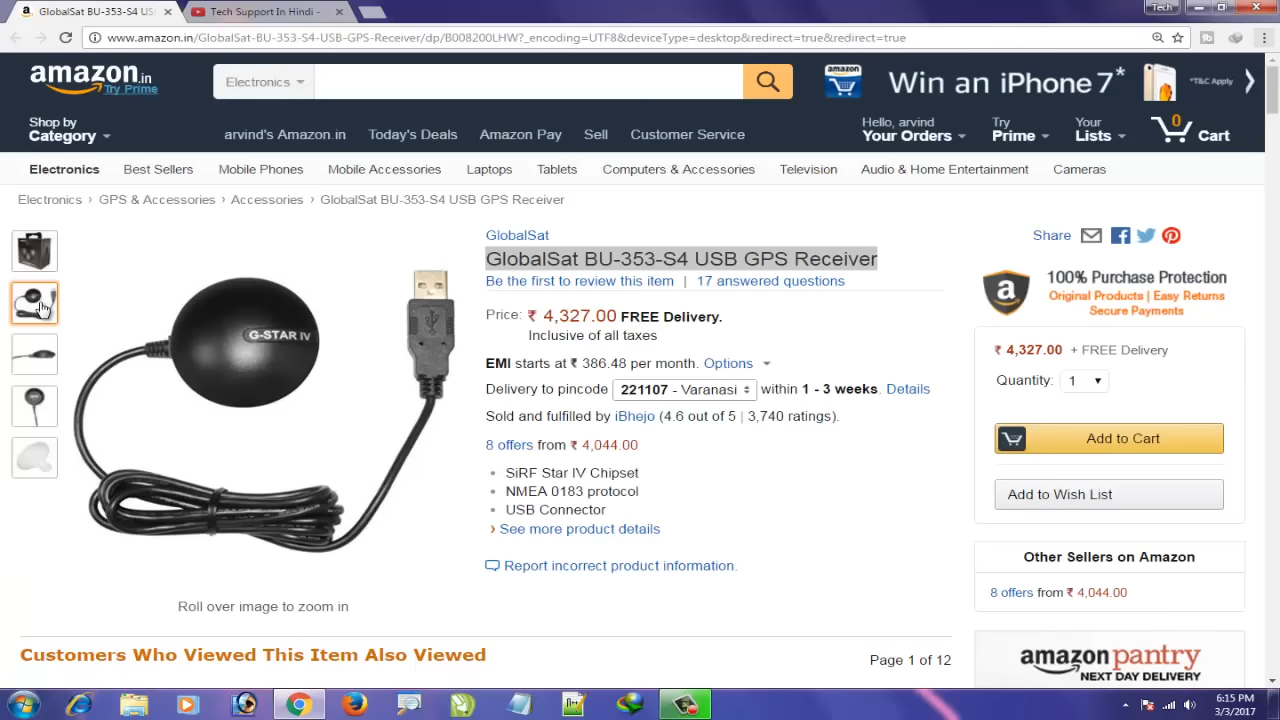 GlobalSat BU-353-S4 US
Tech Support In Hindi -
Tech
www.amazon.in/GlobalSat-BU-353-S4-USB-GPS-Receiver/dp/B008200LHW?_encoding=UTF8&deviceType=desktop&redirect=true&redirect=true
amazon.in
Try Prime
Electronics
amazon
Win an iPhone 7*
*T&C Apply
Shop by
Category
arvind's Amazon.in Today's Deals Amazon Pay Sell Customer Service
Hello, arvind
Your Orders
Try
Prime
Your
Lists
0
Cart
Electronics Best Sellers Mobile Phones Mobile Accessories Laptops Tablets Computers & Accessories Television Audio & Home Entertainment Cameras
Electronics › GPS & Accessories › Accessories › GlobalSat BU-353-S4 USB GPS Receiver
G-STAR IV
Roll over image to zoom in
GlobalSat
GlobalSat BU-353-S4 USB GPS Receiver
Be the first to review this item | 17 answered questions
Price: ₹ 4,327.00 FREE Delivery.
Inclusive of all taxes
EMI starts at ₹ 386.48 per month. Options
Delivery to pincode 221107 - Varanasi within 1 - 3 weeks. Details
Sold and fulfilled by iBhejo (4.6 out of 5 | 3,740 ratings).
8 offers from ₹ 4,044.00
• SiRF Star IV Chipset
• NMEA 0183 protocol
• USB Connector
› See more product details
Report incorrect product information.
Share
100% Purchase Protection
Original Products | Easy Returns
Secure Payments
₹ 4,327.00 + FREE Delivery
Quantity: 1
Add to Cart
Add to Wish List
Other Sellers on Amazon
8 offers from ₹ 4,044.00
amazonpantry
NEXT DAY DELIVERY
Customers Who Viewed This Item Also Viewed
Page 1 of 12
6:15 PM
3/3/2017